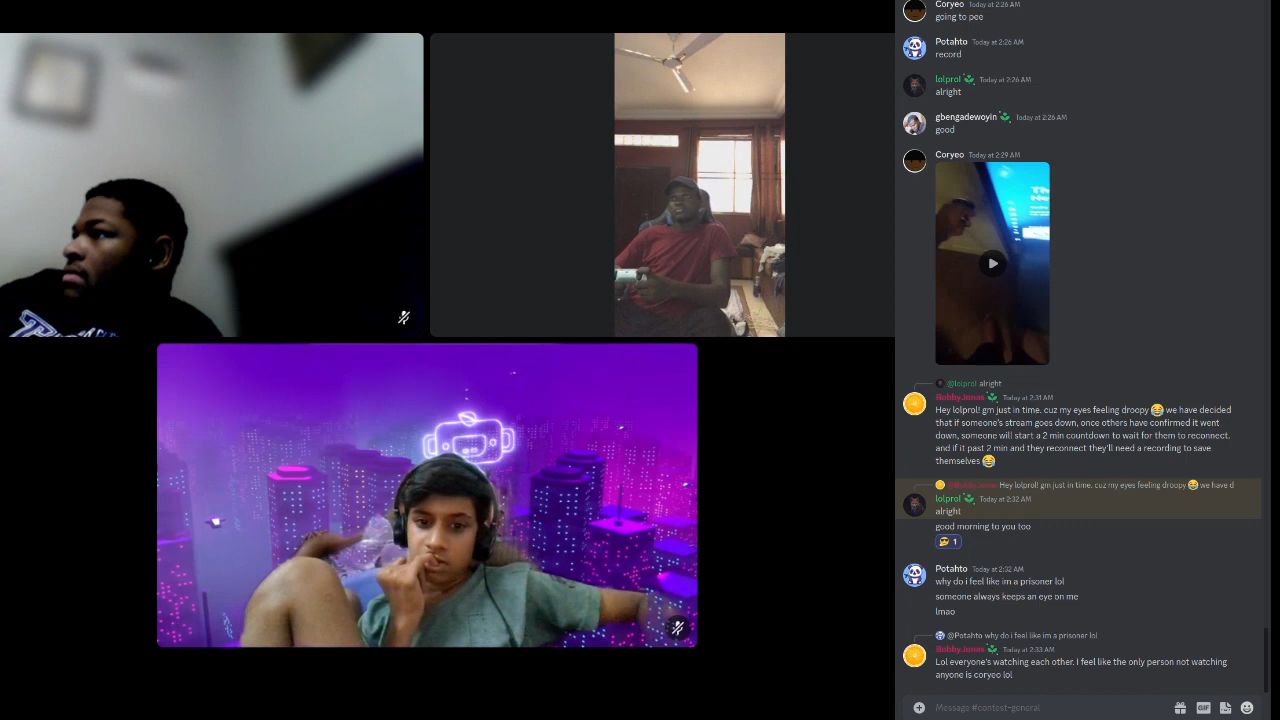 Coryeo Today at 2:26 AM
going to pee
Potahto Today at 2:26 AM
record
lolprol Today at 2:26 AM
alright
gbengadewoyin Today at 2:26 AM
good
Coryeo Today at 2:29 AM
@lolprol alright
BobbyJonas Today at 2:31 AM
Hey lolprol! gm just in time. cuz my eyes feeling droopy 😂 we have decided
that if someone's stream goes down, once others have confirmed it went
down, someone will start a 2 min countdown to wait for them to reconnect.
and if it past 2 min and they reconnect they'll need a recording to save
themselves 😂
@BobbyJonas Hey lolprol! gm just in time. cuz my eyes feeling droopy 😂 we have d
lolprol Today at 2:32 AM
alright
good morning to you too
1
Potahto Today at 2:32 AM
why do i feel like im a prisoner lol
someone always keeps an eye on me
lmao
@Potahto why do i feel like im a prisoner lol
BobbyJonas Today at 2:33 AM
Lol everyone's watching each other. I feel like the only person not watching
anyone is coryeo lol
Message #contest-general
GIF